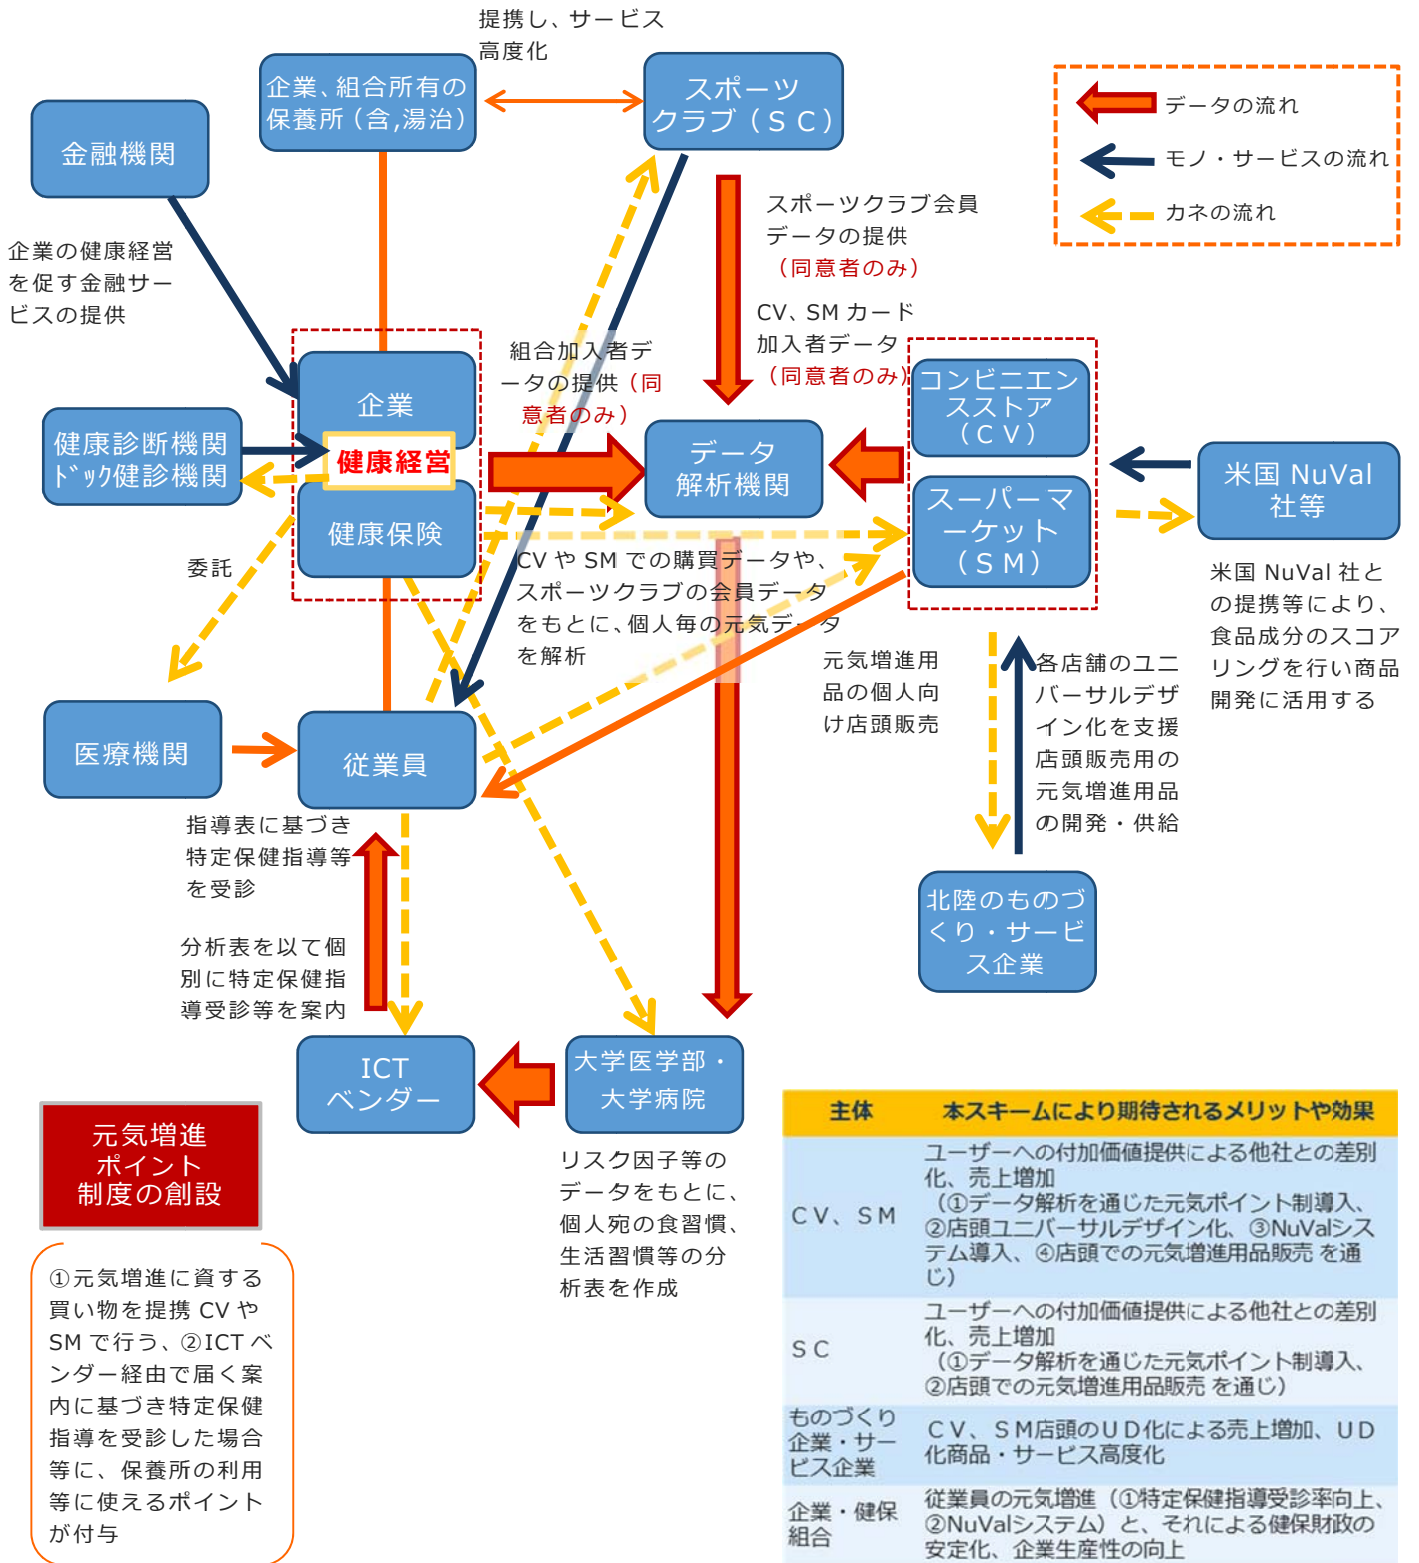 提携し、サービス
高度化
企業、組合所有の
保養所（含,湯治）
スポーツ
クラブ（ＳＣ）
金融機関
データの流れ
モノ・サービスの流れ
カネの流れ
企業の健康経営
を促す金融サー
ビスの提供
スポーツクラブ会員
データの提供
（同意者のみ）
CV、SM カード
加入者データ
（同意者のみ）
組合加入者デ
ータの提供（同
意者のみ）
企業
健康経営
健康保険
健康診断機関
ﾄﾞｯｸ健診機関
データ
解析機関
コンビニエン
スストア
（ＣＶ）
スーパーマ
ーケット
（ＳＭ）
米国 NuVal
社等
委託
CV や SM での購買データや、
スポーツクラブの会員データ
をもとに、個人毎の元気データ
を解析
米国 NuVal 社と
の提携等により、
食品成分のスコア
リングを行い商品
開発に活用する
元気増進用
品の個人向
け店頭販売
各店舗のユニ
バーサルデザ
イン化を支援
店頭販売用の
元気増進用品
の開発・供給
医療機関
従業員
指導表に基づき
特定保健指導等
を受診
分析表を以て個
別に特定保健指
導受診等を案内
北陸のものづ
くり・サービ
ス企業
ICT
ベンダー
大学医学部・
大学病院
リスク因子等の
データをもとに、
個人宛の食習慣、
生活習慣等の分
析表を作成
元気増進
ポイント
制度の創設
①元気増進に資する
買い物を提携 CV や
SM で行う、②ICT ベ
ンダー経由で届く案
内に基づき特定保健
指導を受診した場合
等に、保養所の利用
等に使えるポイント
が付与
主体 本スキームにより期待されるメリットや効果
ＣＶ、ＳＭ
ユーザーへの付加価値提供による他社との差別
化、売上増加
（①データ解析を通じた元気ポイント制導入、
②店頭ユニバーサルデザイン化、③NuValシス
テム導入、④店頭での元気増進用品販売 を通
じ）
ＳＣ
ユーザーへの付加価値提供による他社との差別
化、売上増加
（①データ解析を通じた元気ポイント制導入、
②店頭での元気増進用品販売 を通じ）
ものづくり
企業・サー
ビス企業
ＣＶ、ＳＭ店頭のＵＤ化による売上増加、ＵＤ
化商品・サービス高度化
企業・健保
組合
従業員の元気増進（①特定保健指導受診率向上、
②NuValシステム）と、それによる健保財政の
安定化、企業生産性の向上